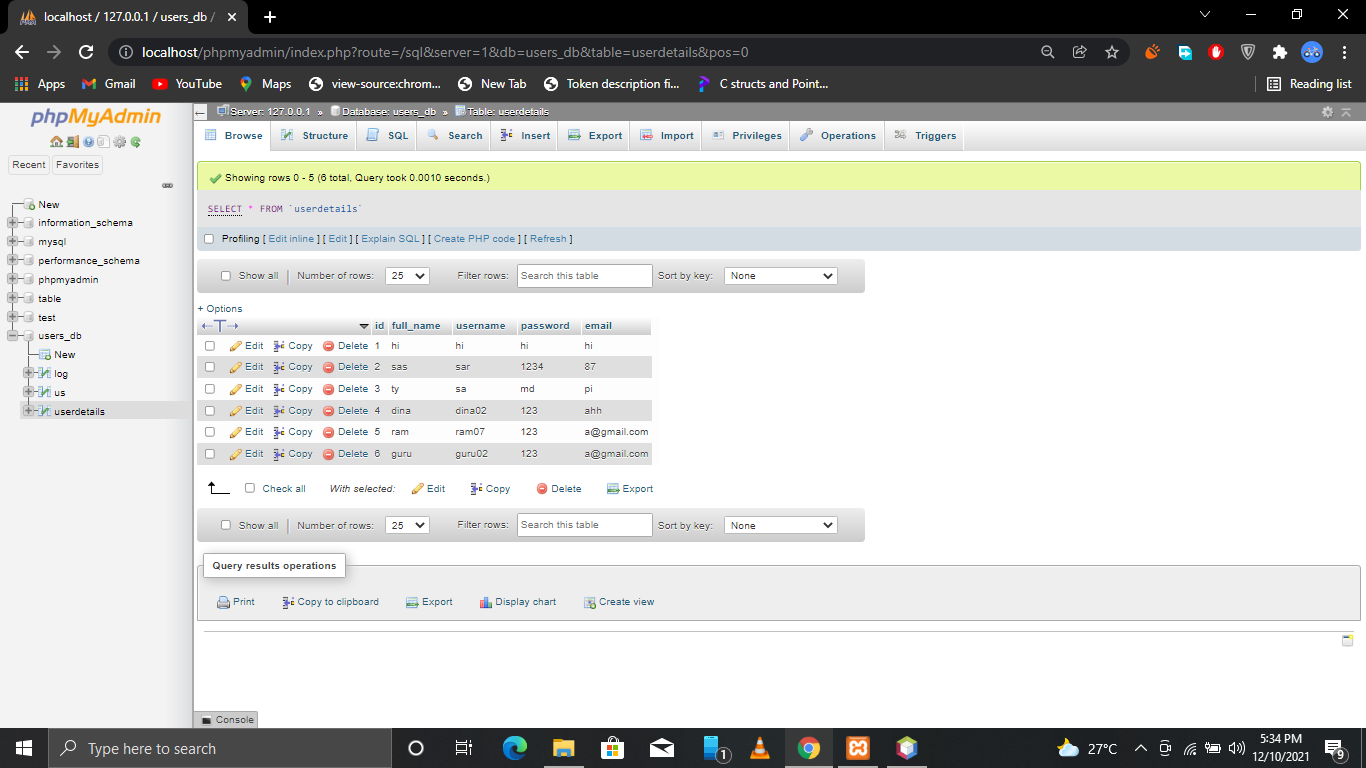 localhost / 127.0.0.1 / users_db /
localhost/phpmyadmin/index.php?route=/sql&server=1&db=users_db&table=userdetails&pos=0
Apps Gmail YouTube Maps view-source:chrom... New Tab Token description fi... C structs and Point... Reading list
phpMyAdmin
Recent Favorites
New
information_schema
mysql
performance_schema
phpmyadmin
table
test
users_db
New
log
us
userdetails
Server: 127.0.0.1 » Database: users_db » Table: userdetails
Browse Structure SQL Search Insert Export Import Privileges Operations Triggers
Showing rows 0 - 5 (6 total, Query took 0.0010 seconds.)
SELECT * FROM `userdetails`
Profiling [ Edit inline ] [ Edit ] [ Explain SQL ] [ Create PHP code ] [ Refresh ]
Show all Number of rows: 25 Filter rows: Search this table Sort by key: None
+ Options
←T→ id full_name username password email
Edit Copy Delete 1 hi hi hi hi
Edit Copy Delete 2 sas sar 1234 87
Edit Copy Delete 3 ty sa md pi
Edit Copy Delete 4 dina dina02 123 ahh
Edit Copy Delete 5 ram ram07 123 a@gmail.com
Edit Copy Delete 6 guru guru02 123 a@gmail.com
Check all With selected: Edit Copy Delete Export
Show all Number of rows: 25 Filter rows: Search this table Sort by key: None
Query results operations
Print Copy to clipboard Export Display chart Create view
Console
Type here to search
1
27°C
5:34 PM
12/10/2021
9